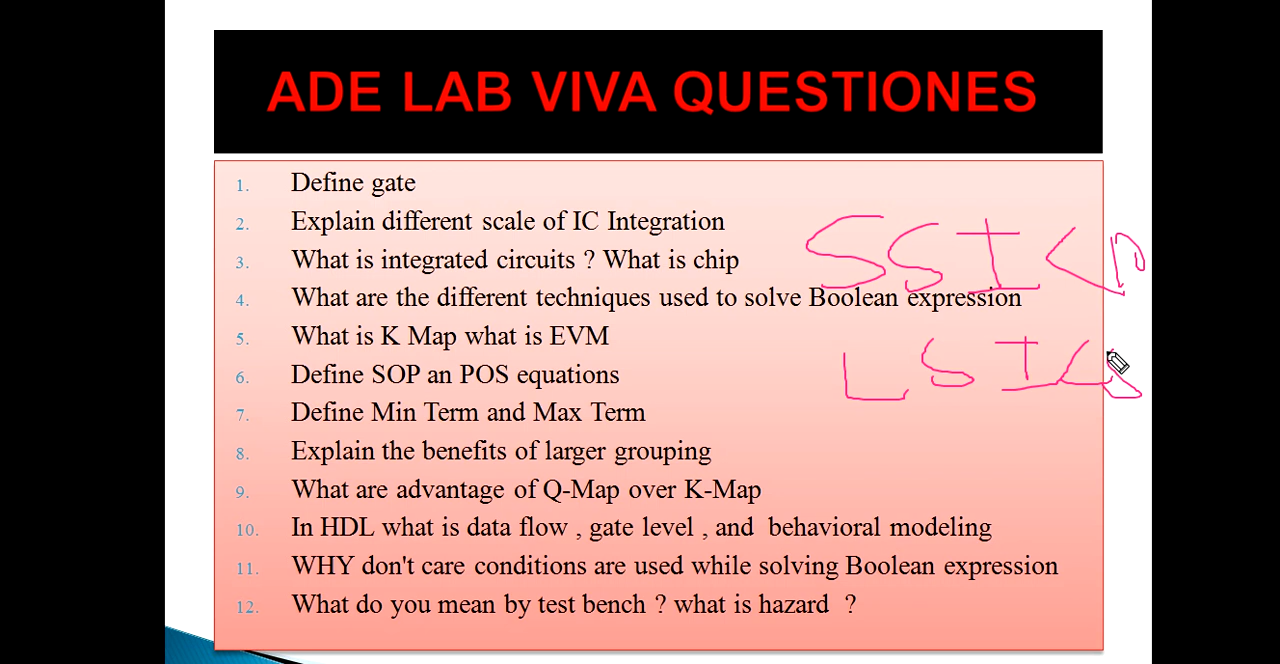 ADE LAB VIVA QUESTIONES
1. Define gate
2. Explain different scale of IC Integration
3. What is integrated circuits ? What is chip
4. What are the different techniques used to solve Boolean expression
5. What is K Map what is EVM
6. Define SOP an POS equations
7. Define Min Term and Max Term
8. Explain the benefits of larger grouping
9. What are advantage of Q-Map over K-Map
10. In HDL what is data flow , gate level , and behavioral modeling
11. WHY don't care conditions are used while solving Boolean expression
12. What do you mean by test bench ? what is hazard ?
SSI
LSI